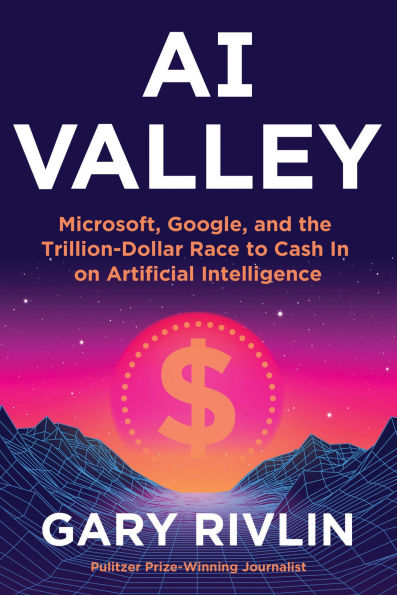 AI
VALLEY
Microsoft, Google, and the
Trillion-Dollar Race to Cash In
on Artificial Intelligence
$
GARY RIVLIN
Pulitzer Prize-Winning Journalist